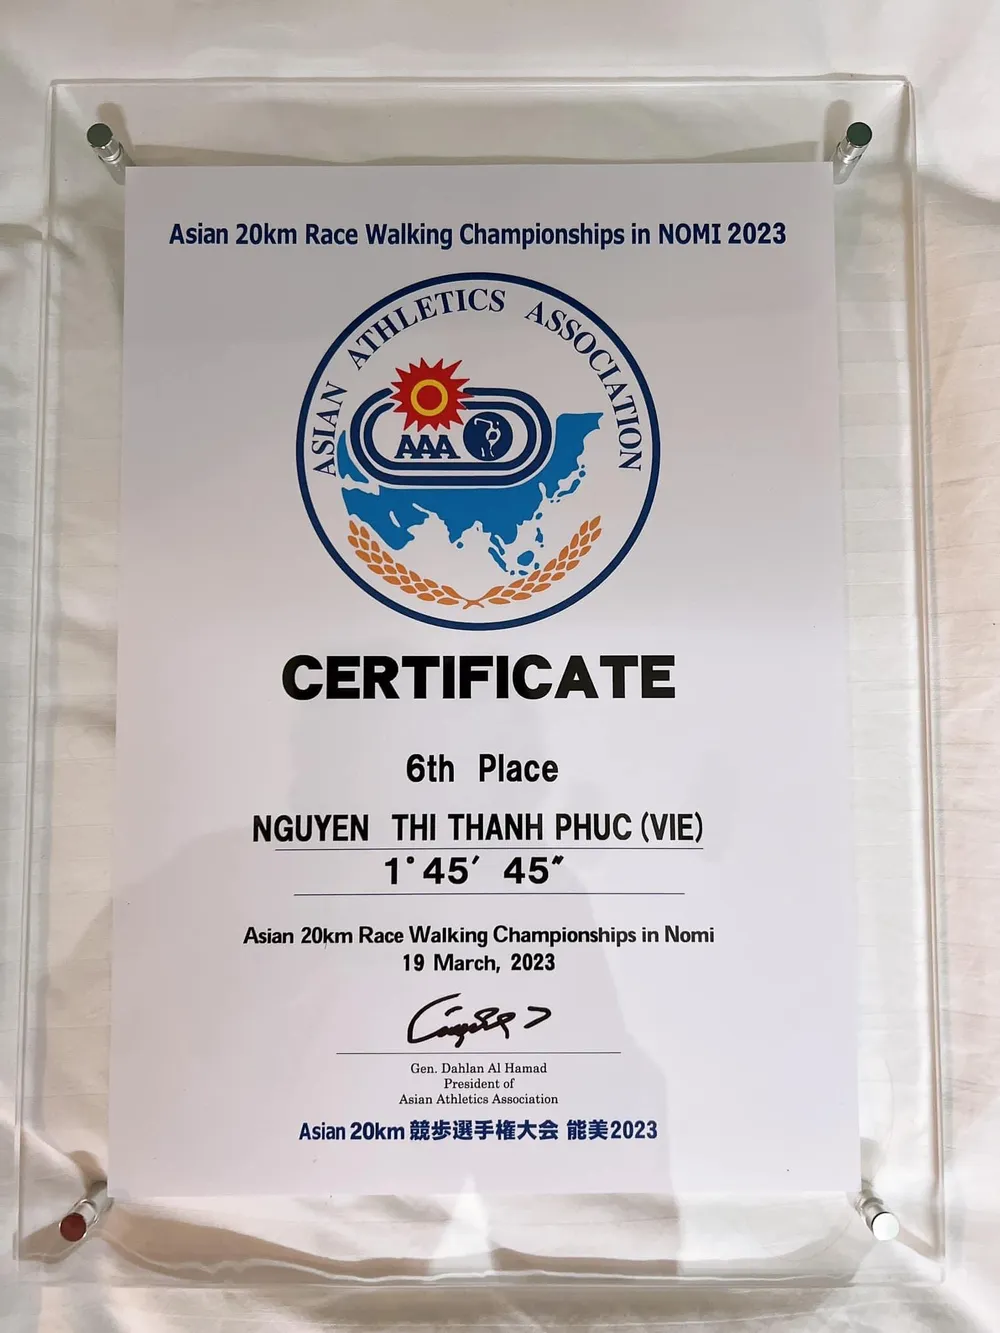 Asian 20km Race Walking Championships in NOMI 2023
ASIAN ATHLETICS ASSOCIATION
AAA
CERTIFICATE
6th Place
NGUYEN THI THANH PHUC (VIE)
1° 45′ 45″
Asian 20km Race Walking Championships in Nomi
19 March, 2023
Gen. Dahlan Al Hamad
President of
Asian Athletics Association
Asian 20km 競歩選手権大会 能美2023